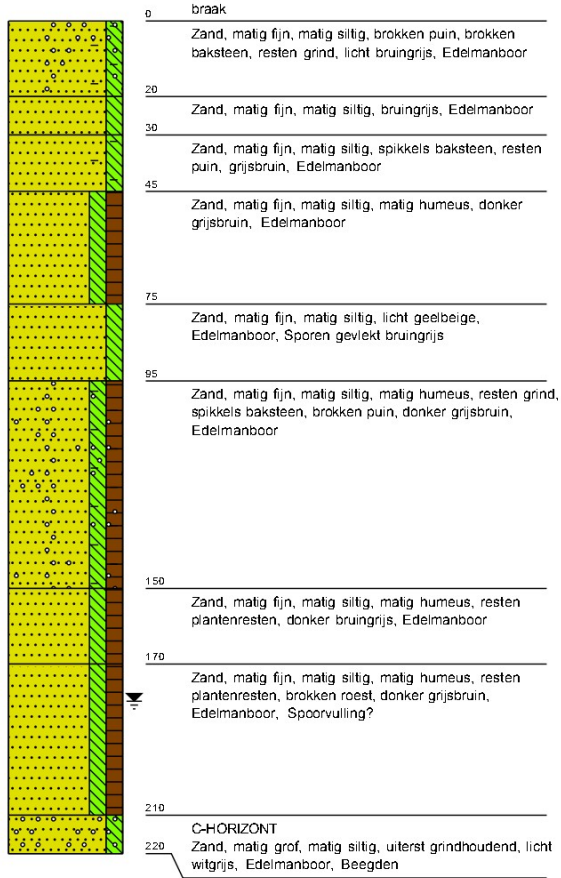 0
braak
Zand, matig fijn, matig siltig, brokken puin, brokken
baksteen, resten grind, licht bruingrijs, Edelmanboor
20
Zand, matig fijn, matig siltig, bruingrijs, Edelmanboor
30
Zand, matig fijn, matig siltig, spikkels baksteen, resten
puin, grijsbruin, Edelmanboor
45
Zand, matig fijn, matig siltig, matig humeus, donker
grijsbruin, Edelmanboor
75
Zand, matig fijn, matig siltig, licht geelbeige,
Edelmanboor, Sporen gevlekt bruingrijs
95
Zand, matig fijn, matig siltig, matig humeus, resten grind,
spikkels baksteen, brokken puin, donker grijsbruin,
Edelmanboor
150
Zand, matig fijn, matig siltig, matig humeus, resten
plantenresten, donker bruingrijs, Edelmanboor
170
Zand, matig fijn, matig siltig, matig humeus, resten
plantenresten, brokken roest, donker grijsbruin,
Edelmanboor, Spoorvulling?
210
C-HORIZONT
Zand, matig grof, matig siltig, uiterst grindhoudend, licht
witgrijs, Edelmanboor, Beegden
220